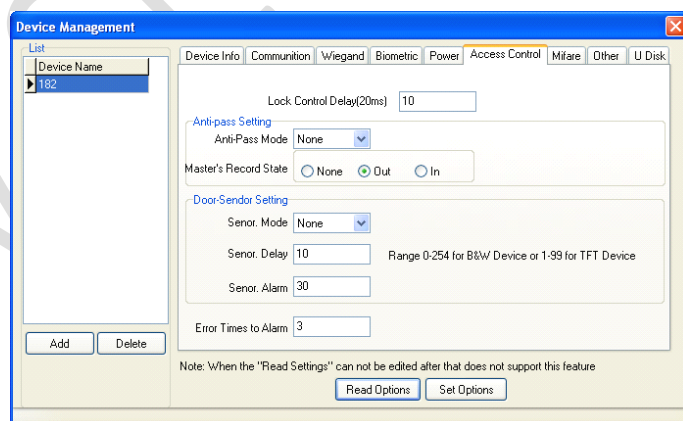 Device Management
List
Device Name
182
Add Delete
Device Info Communition Wiegand Biometric Power Access Control Mifare Other U Disk
Lock Control Delay(20ms) 10
Anti-pass Setting
Anti-Pass Mode None
Master's Record State None Out In
Door-Sendor Setting
Senor. Mode None
Senor. Delay 10 Range 0-254 for B&W Device or 1-99 for TFT Device
Senor. Alarm 30
Error Times to Alarm 3
Note: When the "Read Settings" can not be edited after that does not support this feature
Read Options Set Options